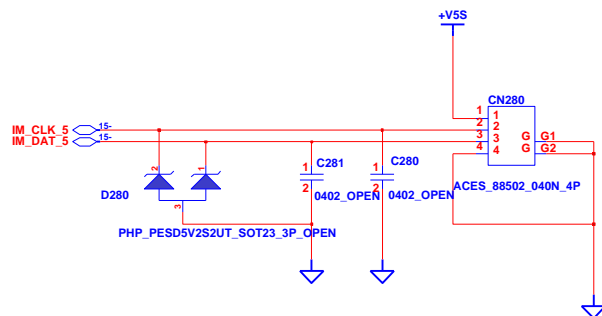 +V5S
CN280
1
2
3
4
1
2
3
4
G
G
G1
G2
IM_CLK_5
15-
IM_DAT_5
15-
2
1
3
D280
1
2
C281
0402_OPEN
1
2
C280
0402_OPEN
ACES_88502_040N_4P
PHP_PESD5V2S2UT_SOT23_3P_OPEN